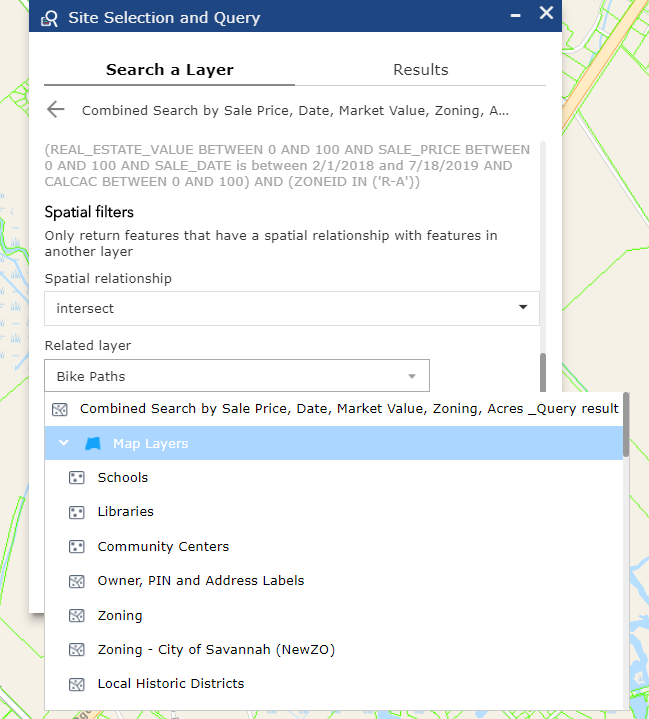 Site Selection and Query
Search a Layer
Results
Combined Search by Sale Price, Date, Market Value, Zoning, A...
(REAL_ESTATE_VALUE BETWEEN 0 AND 100 AND SALE_PRICE BETWEEN
0 AND 100 AND SALE_DATE is between 2/1/2018 and 7/18/2019 AND
CALCAC BETWEEN 0 AND 100) AND (ZONEID IN ('R-A'))
Spatial filters
Only return features that have a spatial relationship with features in
another layer
Spatial relationship
intersect
Related layer
Bike Paths
Combined Search by Sale Price, Date, Market Value, Zoning, Acres _Query result
Map Layers
Schools
Libraries
Community Centers
Owner, PIN and Address Labels
Zoning
Zoning - City of Savannah (NewZO)
Local Historic Districts